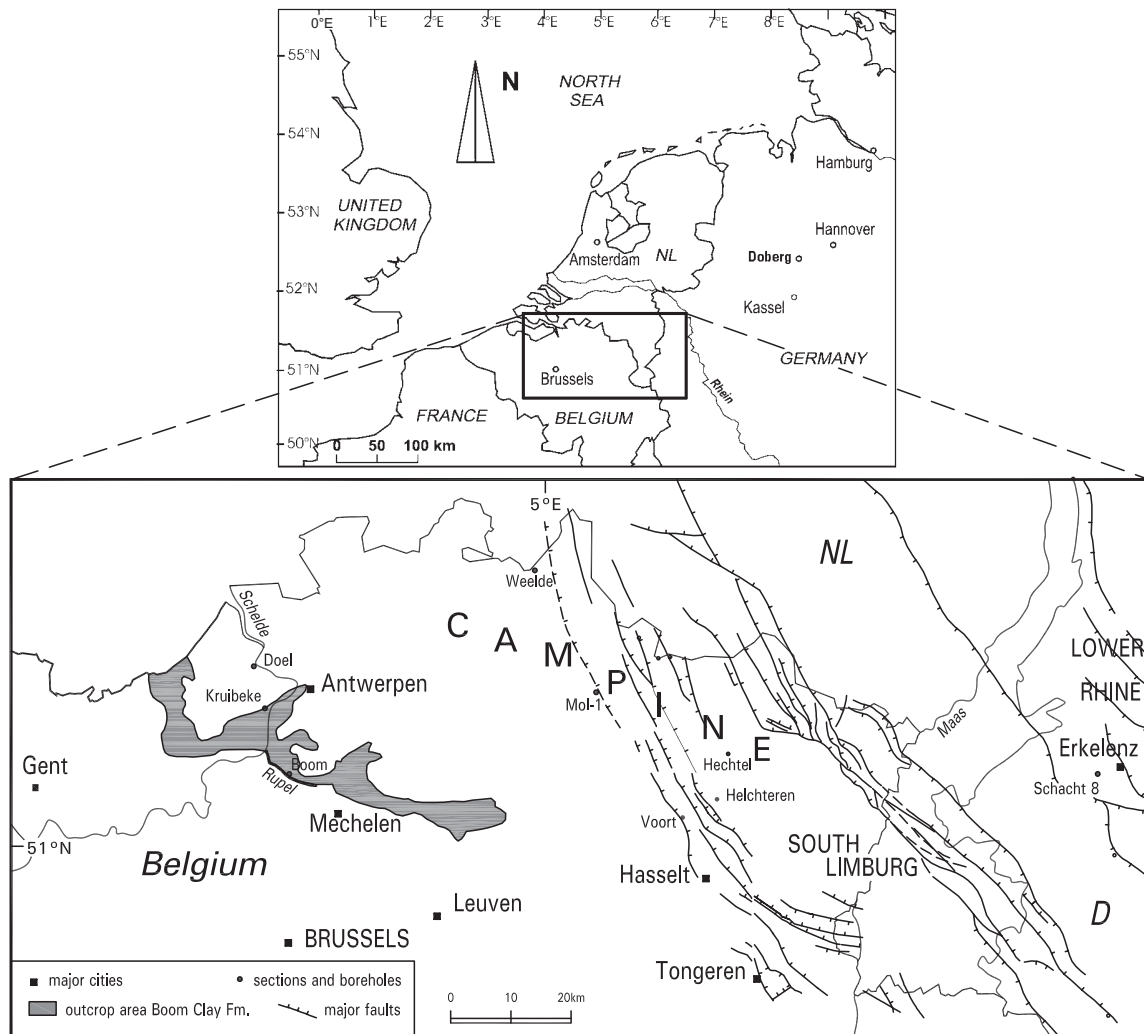 0°E 1°E 2°E 3°E 4°E 5°E 6°E 7°E 8°E
55°N
54°N
53°N
52°N
51°N
50°N
N
NORTH
SEA
UNITED
KINGDOM
Hamburg
Hannover
Amsterdam
NL
Doberg
Kassel
GERMANY
Brussels
Rhein
FRANCE
BELGIUM
0 50 100 km
5°E
NL
Weelde
Schelde
CAMPINE
LOWER
RHINE
Doel
Kruibeke
Antwerpen
Mol-1
Maas
Gent
Boom
Rupel
Hechtel
Erkelenz
Schacht 8
Helchteren
Mechelen
Voort
51°N
Belgium
SOUTH
LIMBURG
Hasselt
D
Leuven
BRUSSELS
Tongeren
major cities
sections and boreholes
outcrop area Boom Clay Fm.
major faults
0 10 20km